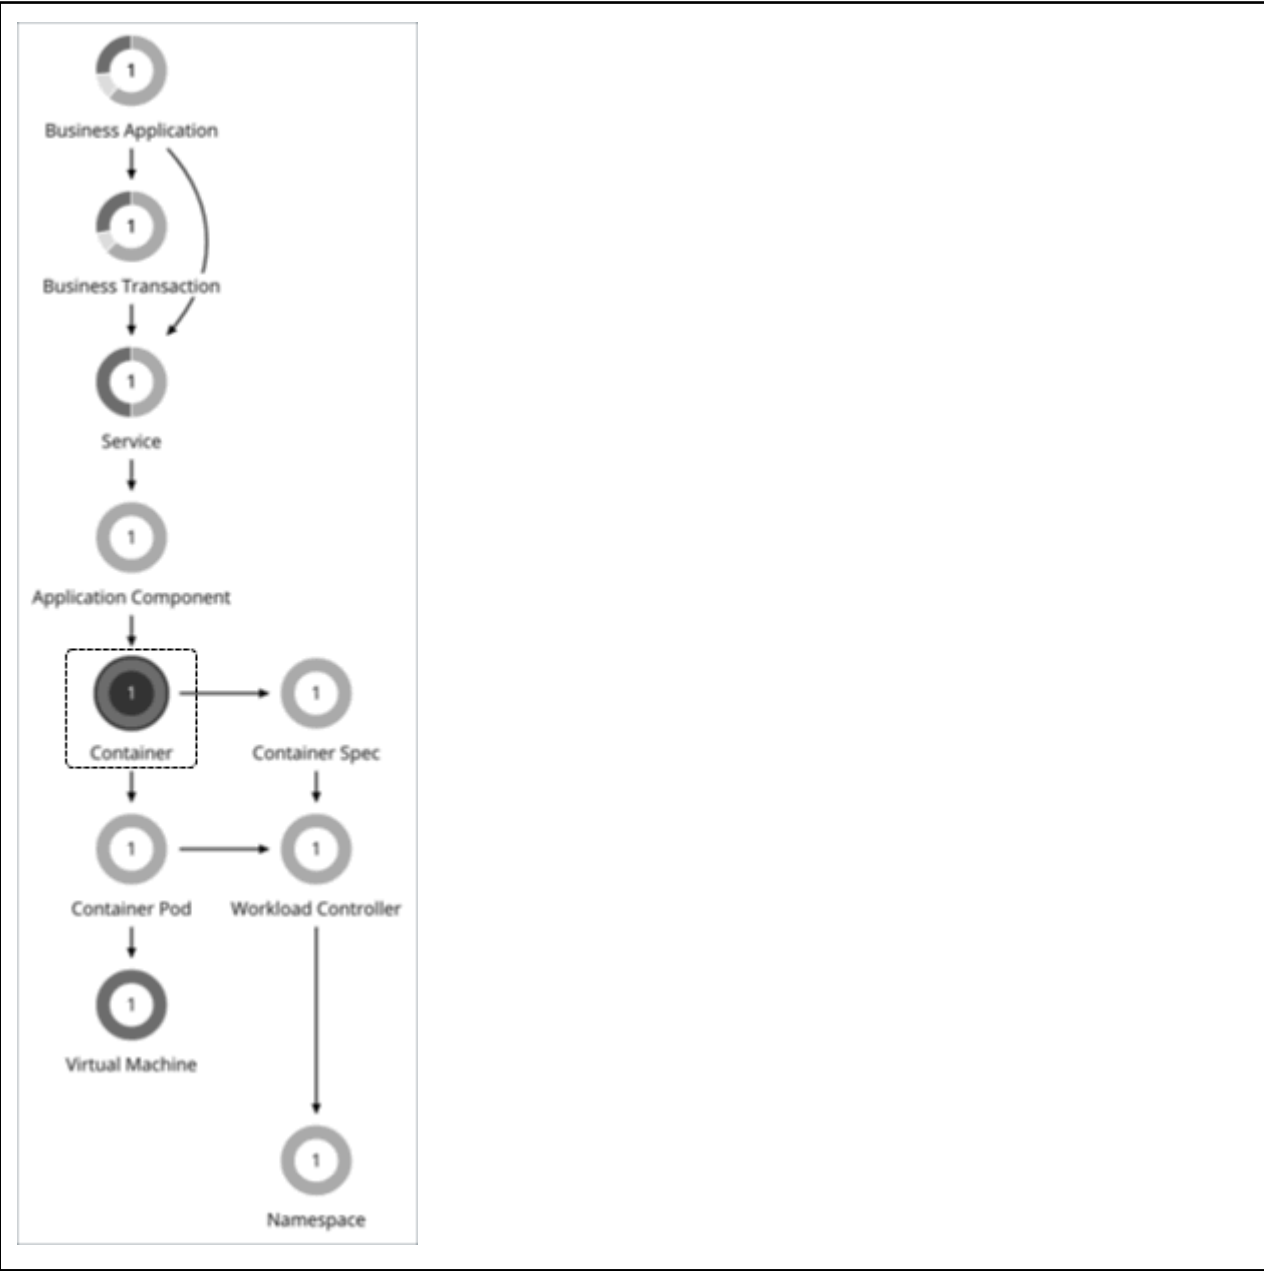 1
Business Application
1
Business Transaction
1
Service
1
Application Component
1
Container
1
Container Spec
1
Container Pod
1
Workload Controller
1
Virtual Machine
1
Namespace